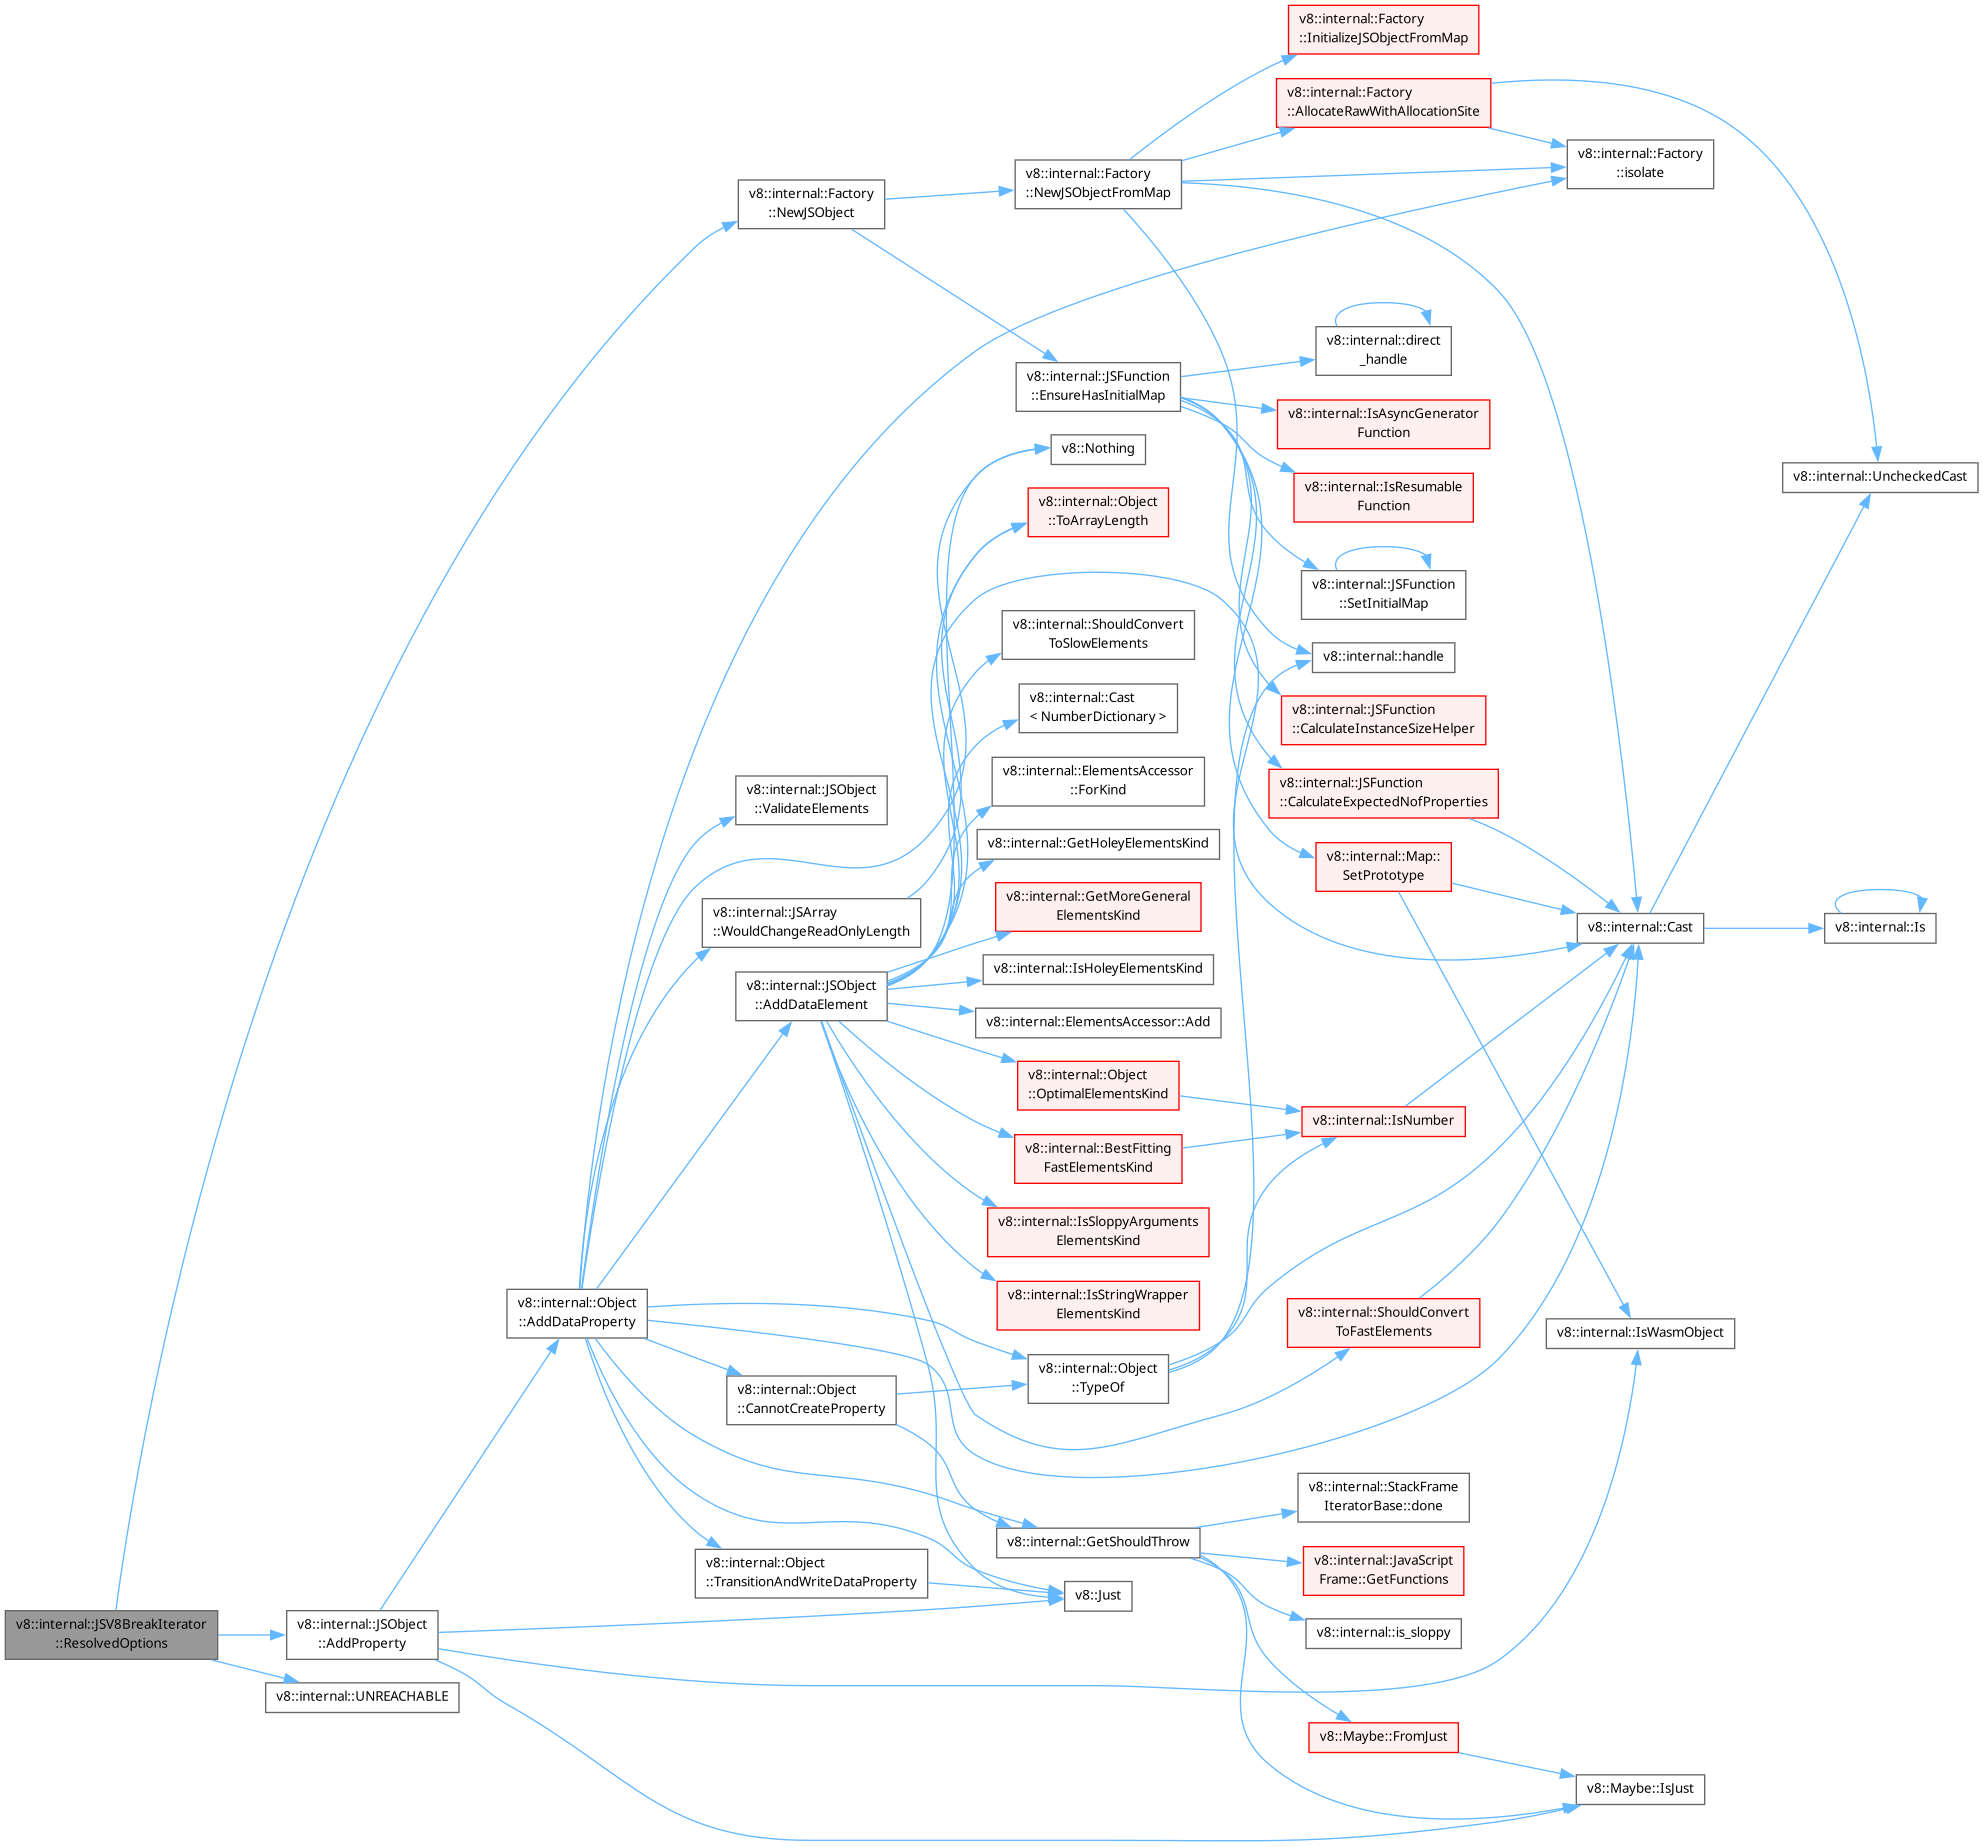 v8::internal::Factory
::InitializeJSObjectFromMap
v8::internal::Factory
::AllocateRawWithAllocationSite
v8::internal::Factory
::isolate
v8::internal::Factory
::NewJSObjectFromMap
v8::internal::Factory
::NewJSObject
v8::internal::direct
_handle
v8::internal::JSFunction
::EnsureHasInitialMap
v8::internal::IsAsyncGenerator
Function
v8::Nothing
v8::internal::UncheckedCast
v8::internal::IsResumable
Function
v8::internal::Object
::ToArrayLength
v8::internal::JSFunction
::SetInitialMap
v8::internal::ShouldConvert
ToSlowElements
v8::internal::handle
v8::internal::Cast
< NumberDictionary >
v8::internal::JSFunction
::CalculateInstanceSizeHelper
v8::internal::ElementsAccessor
::ForKind
v8::internal::JSFunction
::CalculateExpectedNofProperties
v8::internal::JSObject
::ValidateElements
v8::internal::GetHoleyElementsKind
v8::internal::Map::
SetPrototype
v8::internal::JSArray
::WouldChangeReadOnlyLength
v8::internal::GetMoreGeneral
ElementsKind
v8::internal::Cast
v8::internal::Is
v8::internal::JSObject
::AddDataElement
v8::internal::IsHoleyElementsKind
v8::internal::ElementsAccessor::Add
v8::internal::Object
::OptimalElementsKind
v8::internal::IsNumber
v8::internal::BestFitting
FastElementsKind
v8::internal::IsSloppyArguments
ElementsKind
v8::internal::IsStringWrapper
ElementsKind
v8::internal::Object
::AddDataProperty
v8::internal::ShouldConvert
ToFastElements
v8::internal::IsWasmObject
v8::internal::Object
::TypeOf
v8::internal::Object
::CannotCreateProperty
v8::internal::StackFrame
IteratorBase::done
v8::internal::GetShouldThrow
v8::internal::JavaScript
Frame::GetFunctions
v8::internal::Object
::TransitionAndWriteDataProperty
v8::Just
v8::internal::JSV8BreakIterator
::ResolvedOptions
v8::internal::JSObject
::AddProperty
v8::internal::is_sloppy
v8::internal::UNREACHABLE
v8::Maybe::FromJust
v8::Maybe::IsJust